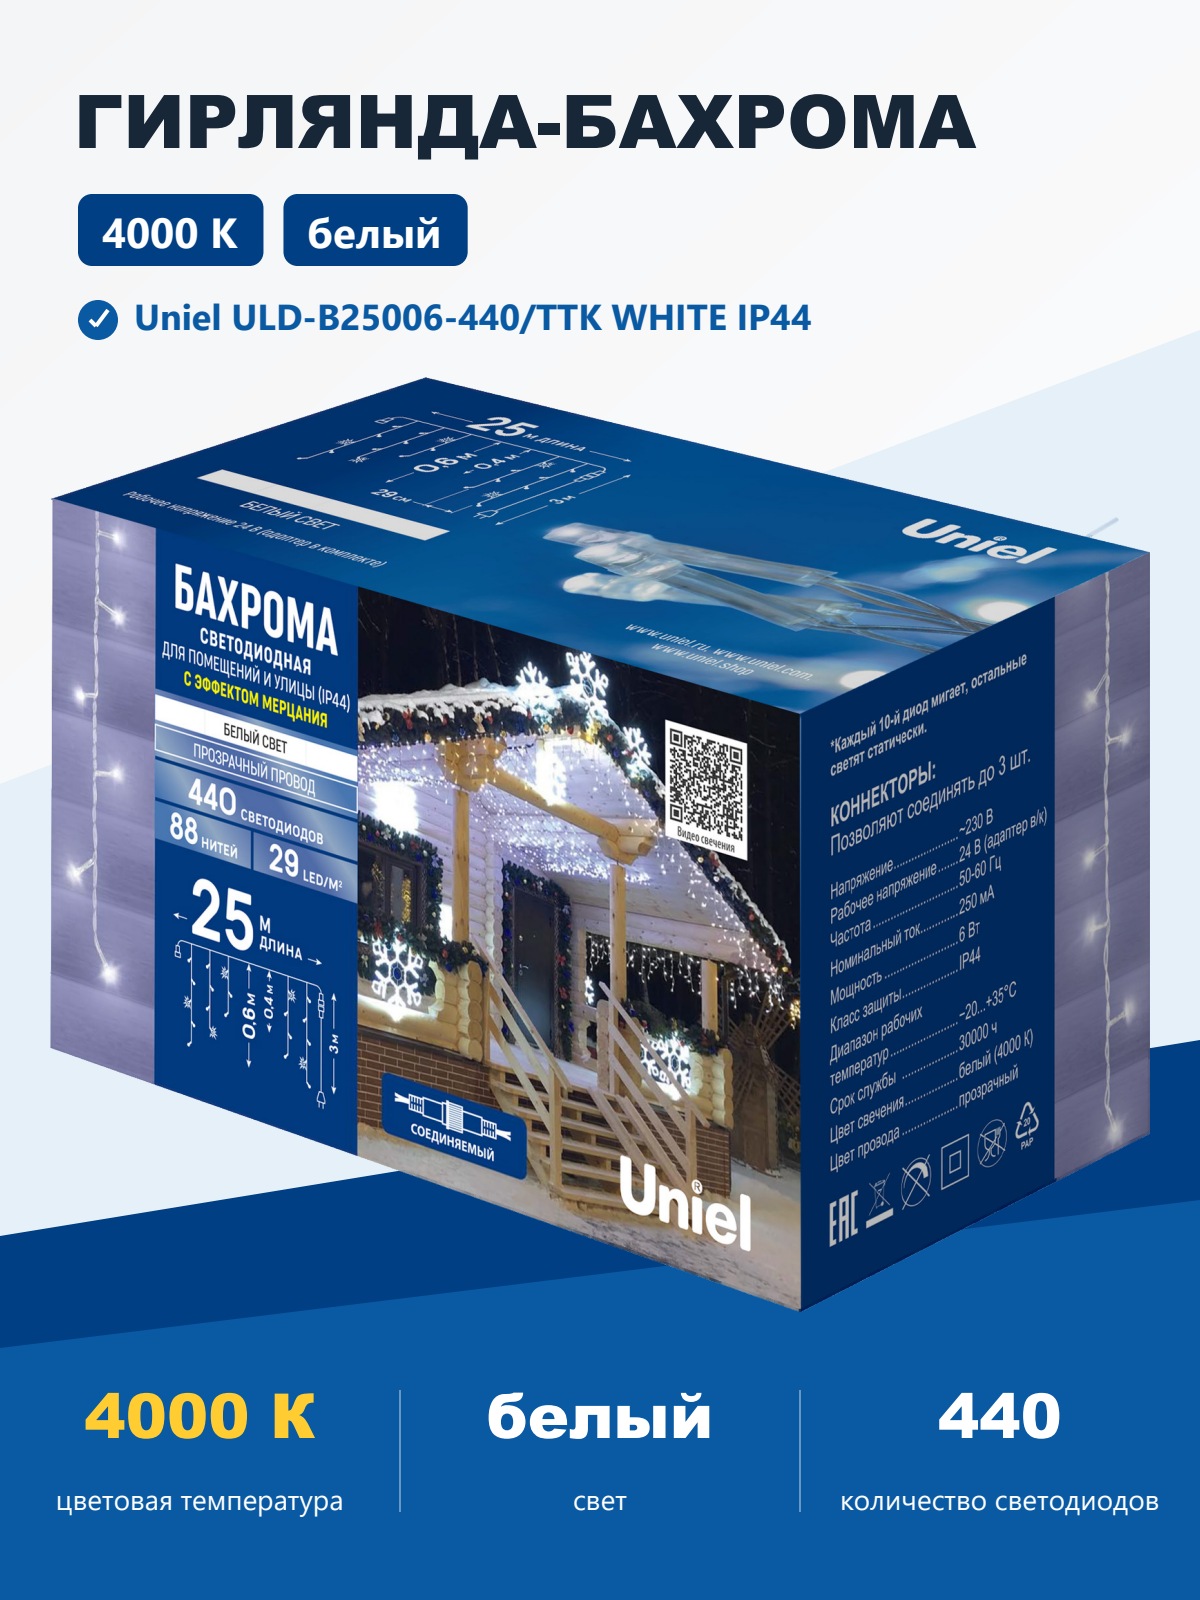 ГИРЛЯНДА-БАХРОМА
4000 К
белый
Uniel ULD-B25006-440/TTK WHITE IP44
25 М ДЛИНА
0,6 м
0,4 м
29 см
3 м
БЕЛЫЙ СВЕТ
Рабочее напряжение 24 В (адаптер в комплекте)
Uniel
www.uniel.ru, www.uniel.com,
www.uniel.shop
БАХРОМА
СВЕТОДИОДНАЯ
ДЛЯ ПОМЕЩЕНИЙ И УЛИЦЫ (IP44)
С ЭФФЕКТОМ МЕРЦАНИЯ
БЕЛЫЙ СВЕТ
ПРОЗРАЧНЫЙ ПРОВОД
440 СВЕТОДИОДОВ
88 НИТЕЙ
29 LED/М²
25 М
ДЛИНА
0,6 м
0,4 м
3 м
Видео свечения
СОЕДИНЯЕМЫЙ
Uniel®
*Каждый 10-й диод мигает, остальные
светят статически.
КОННЕКТОРЫ:
Позволяют соединять до 3 шт.
Напряжение....................~230 В
Рабочее напряжение......24 В (адаптер в/к)
Частота..........................50-60 Гц
Номинальный ток...........250 мА
Мощность......................6 Вт
Класс защиты.................IP44
Диапазон рабочих
температур....................−20...+35°С
Срок службы .................30000 ч
Цвет свечения................белый (4000 К)
Цвет провода.................прозрачный
EAC
20
PAP
4000 К
цветовая температура
белый
свет
440
количество светодиодов